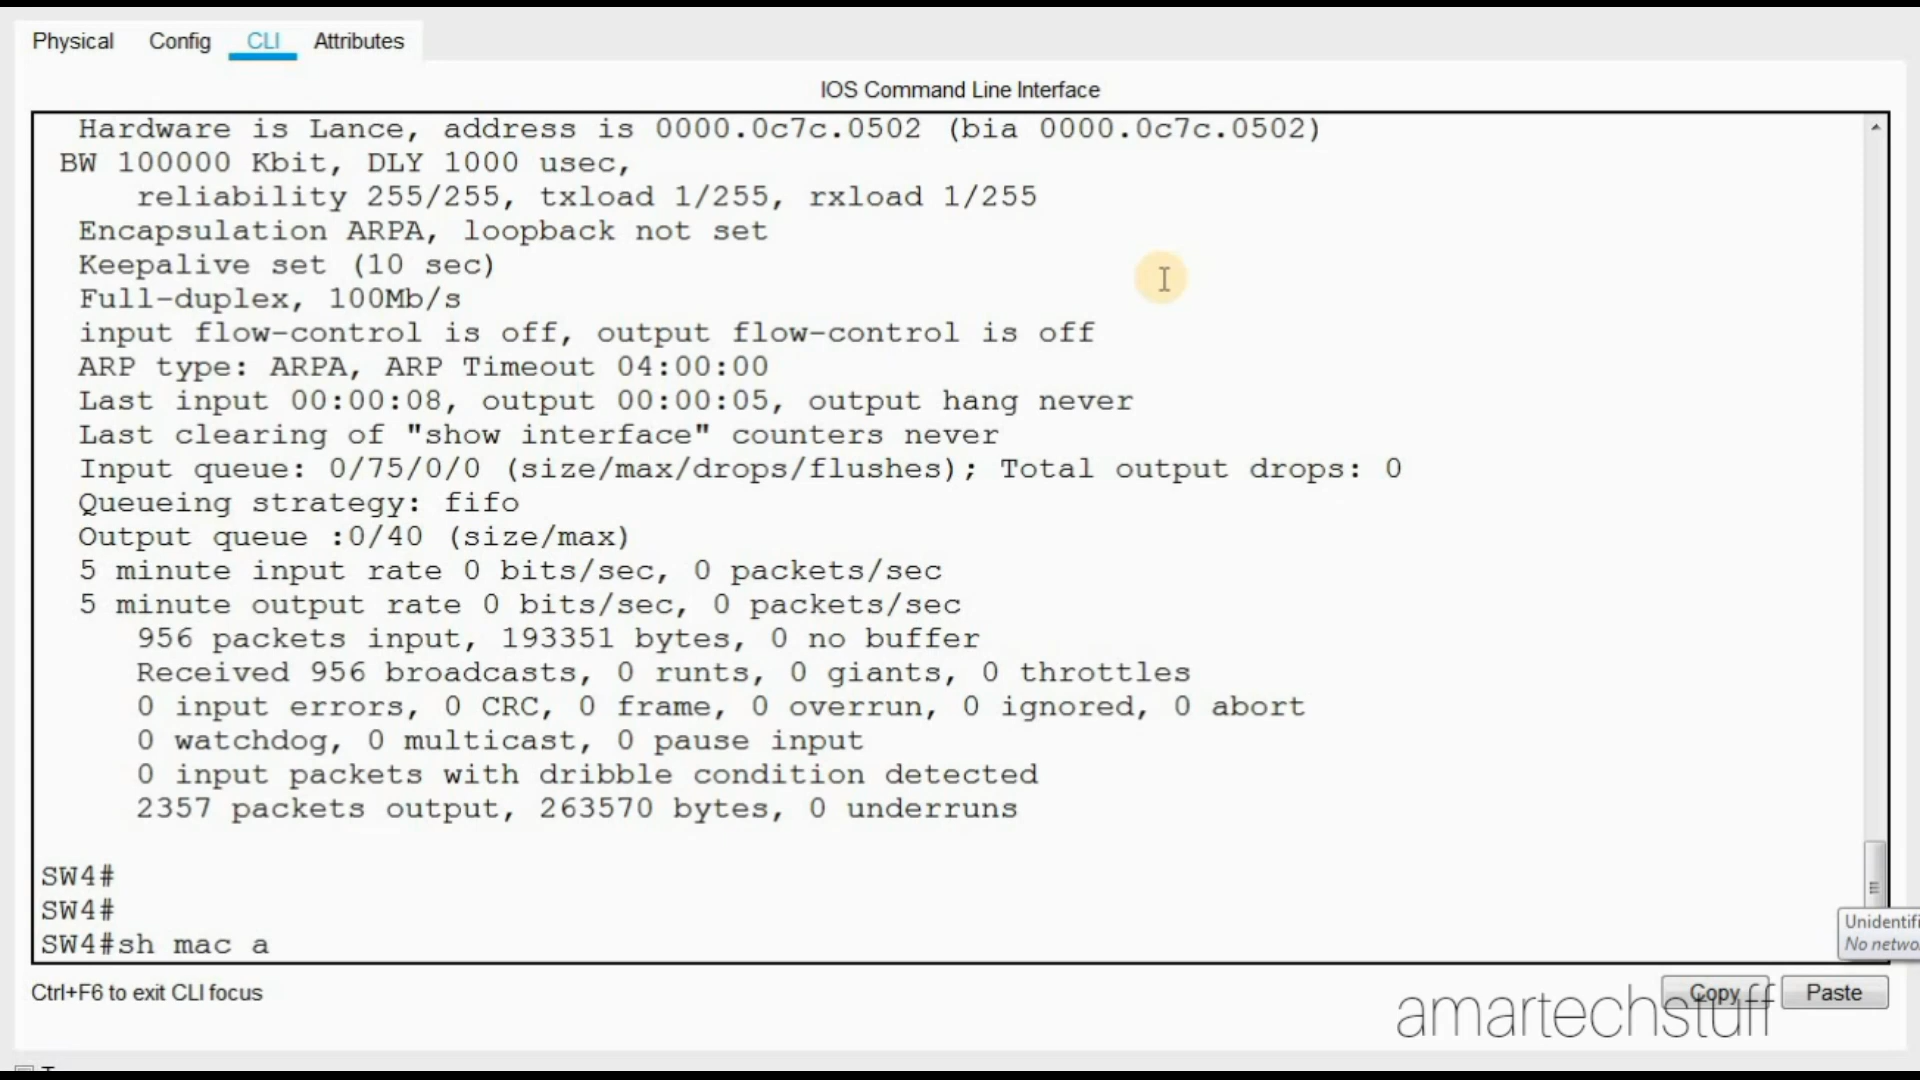 Physical Config CLI Attributes
IOS Command Line Interface
Hardware is Lance, address is 0000.0c7c.0502 (bia 0000.0c7c.0502)
BW 100000 Kbit, DLY 1000 usec,
reliability 255/255, txload 1/255, rxload 1/255
Encapsulation ARPA, loopback not set
Keepalive set (10 sec)
Full-duplex, 100Mb/s
input flow-control is off, output flow-control is off
ARP type: ARPA, ARP Timeout 04:00:00
Last input 00:00:08, output 00:00:05, output hang never
Last clearing of "show interface" counters never
Input queue: 0/75/0/0 (size/max/drops/flushes); Total output drops: 0
Queueing strategy: fifo
Output queue :0/40 (size/max)
5 minute input rate 0 bits/sec, 0 packets/sec
5 minute output rate 0 bits/sec, 0 packets/sec
956 packets input, 193351 bytes, 0 no buffer
Received 956 broadcasts, 0 runts, 0 giants, 0 throttles
0 input errors, 0 CRC, 0 frame, 0 overrun, 0 ignored, 0 abort
0 watchdog, 0 multicast, 0 pause input
0 input packets with dribble condition detected
2357 packets output, 263570 bytes, 0 underruns
SW4#
SW4#
SW4#sh mac a
Unidentifi
No netwo
Ctrl+F6 to exit CLI focus
Copy Paste
amartechstuff